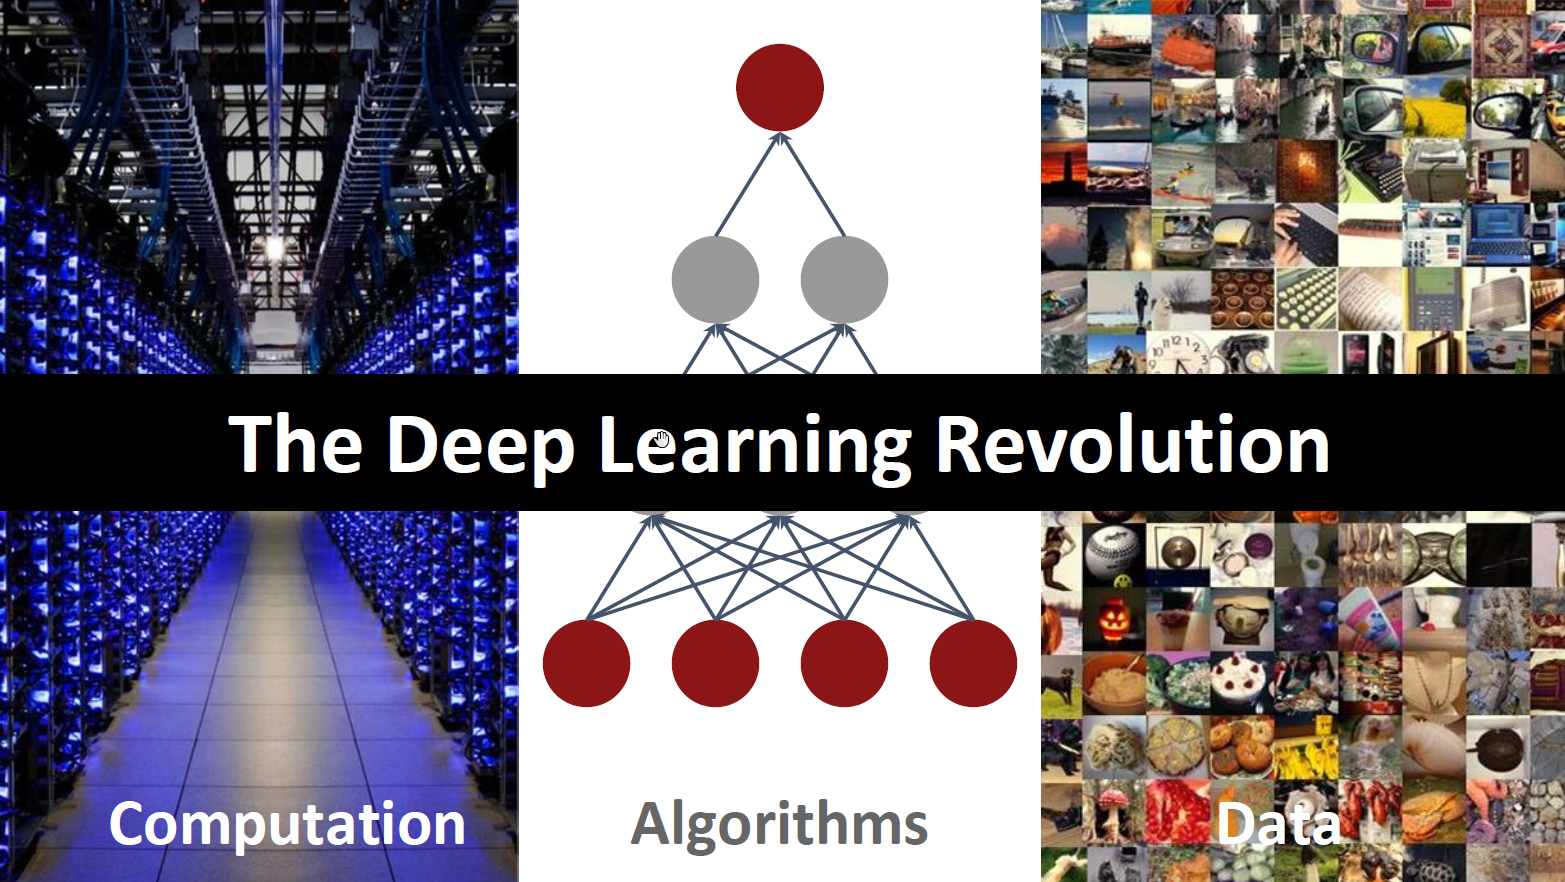 The Deep Learning Revolution
Computation
Algorithms
Data